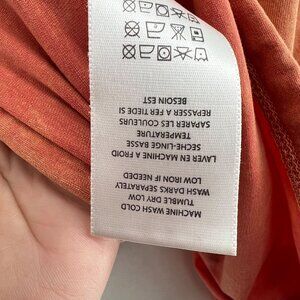 MACHINE WASH COLD
TUMBLE DRY LOW
WASH DARKS SEPARATELY
LOW IRON IF NEEDED
LAVER EN MACHINE A FROID
SECHE-LINGE BASSE
TEMPERATURE
SAPARER LES COULEURS
REPASSER A FER TIEDE SI
BESOIN EST